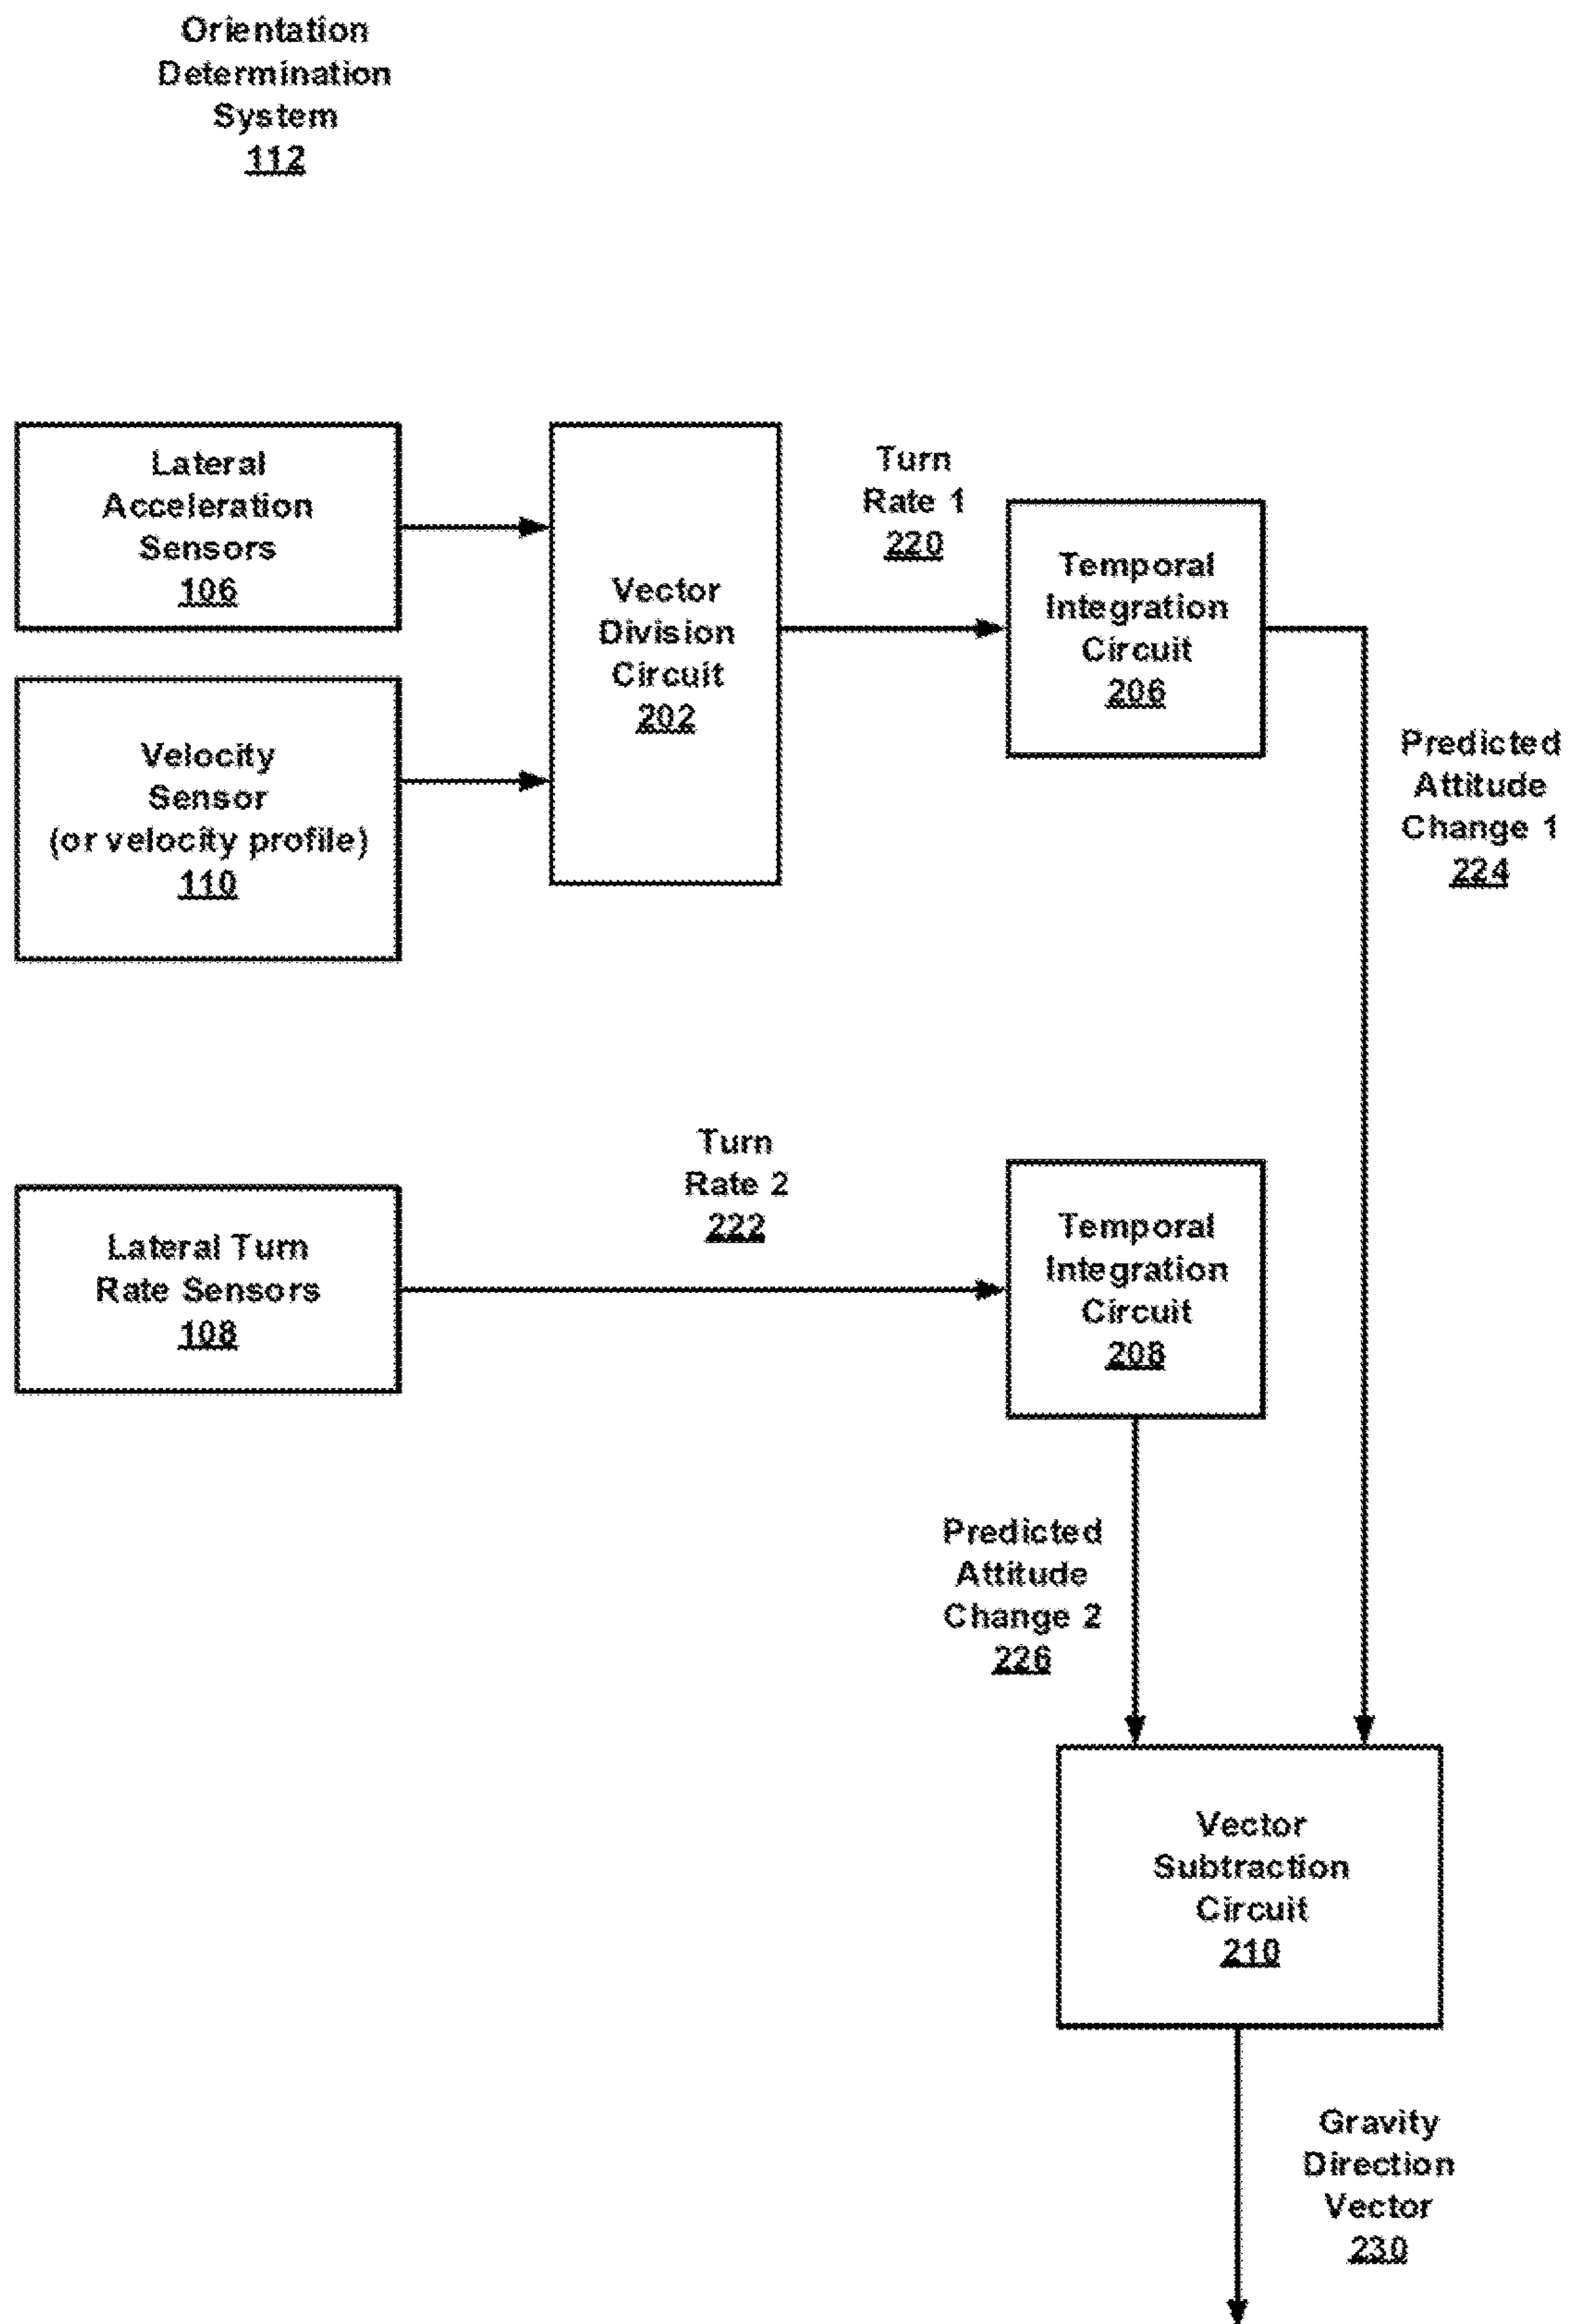 Orientation
Determination
System
112
Lateral
Acceleration
Sensors
106
Velocity
Sensor
(or velocity profile)
110
Vector
Division
Circuit
202
Turn
Rate 1
220
Temporal
Integration
Circuit
206
Predicted
Attitude
Change 1
224
Lateral Turn
Rate Sensors
108
Turn
Rate 2
222
Temporal
Integration
Circuit
208
Predicted
Attitude
Change 2
226
Vector
Subtraction
Circuit
210
Gravity
Direction
Vector
230